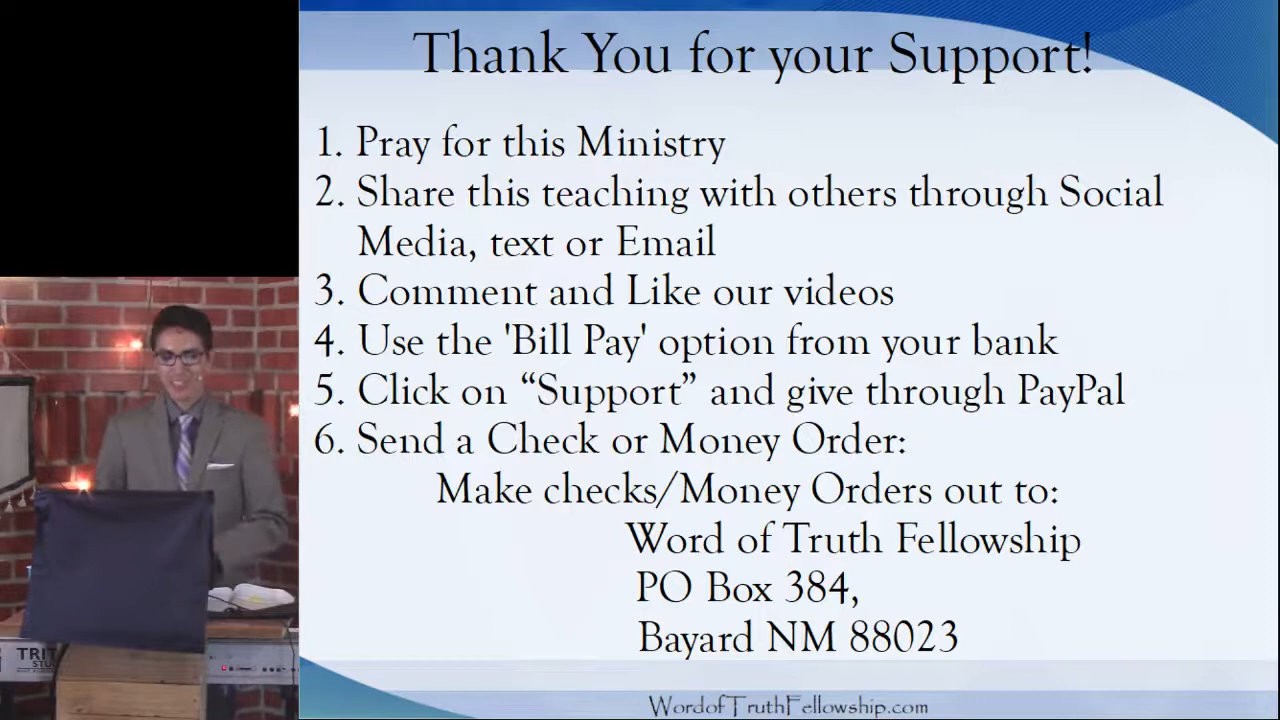 Thank You for your Support!
1. Pray for this Ministry
2. Share this teaching with others through Social
Media, text or Email
3. Comment and Like our videos
4. Use the 'Bill Pay' option from your bank
5. Click on “Support” and give through PayPal
6. Send a Check or Money Order:
Make checks/Money Orders out to:
Word of Truth Fellowship
PO Box 384,
Bayard NM 88023
WordofTruthFellowship.com
TRIT